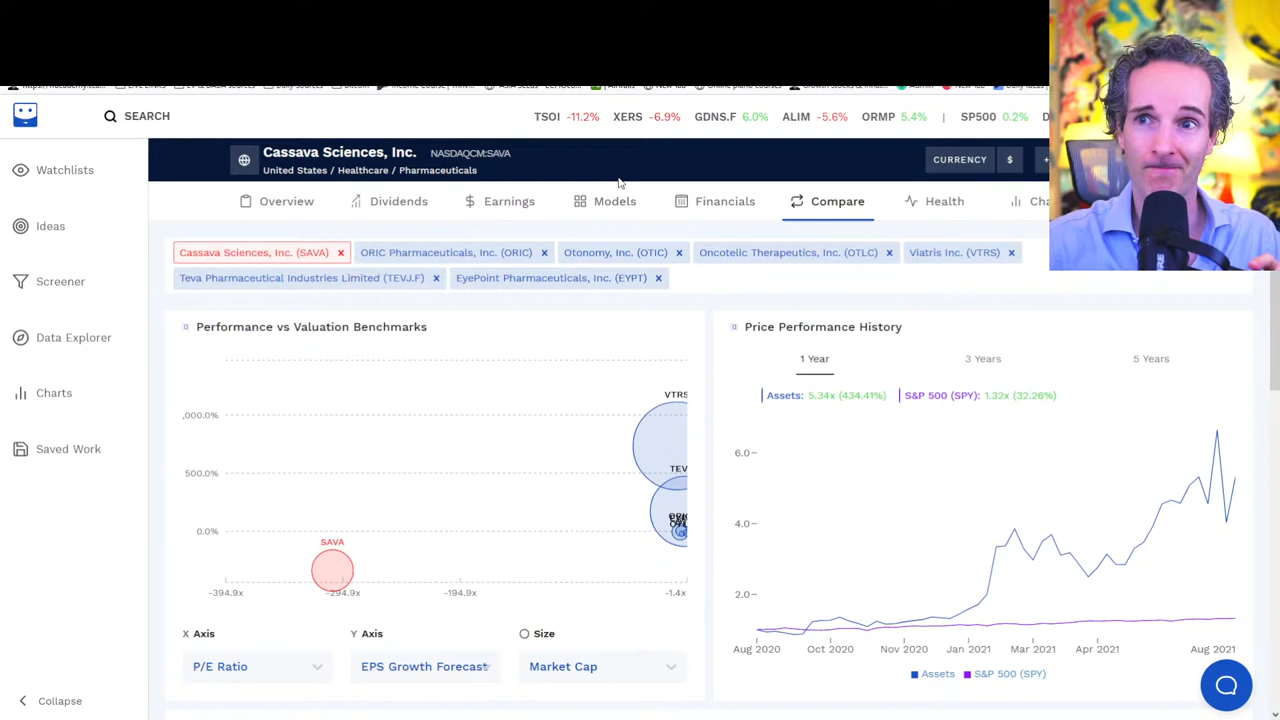 SEARCH
TSOI -11.2% XERS -6.9% GDNS.F 6.0% ALIM -5.6% ORMP 5.4% | SP500 0.2%
Cassava Sciences, Inc. NASDAQCM:SAVA
United States / Healthcare / Pharmaceuticals
CURRENCY $
Watchlists
Ideas
Screener
Data Explorer
Charts
Saved Work
Collapse
Overview Dividends Earnings Models Financials Compare Health
Cassava Sciences, Inc. (SAVA) x ORIC Pharmaceuticals, Inc. (ORIC) x Otonomy, Inc. (OTIC) x Oncotelic Therapeutics, Inc. (OTLC) x Viatris Inc. (VTRS) x
Teva Pharmaceutical Industries Limited (TEVJ.F) x EyePoint Pharmaceuticals, Inc. (EYPT) x
Performance vs Valuation Benchmarks
,000.0%
500.0%
0.0%
VTRS
TEV
SAVA
-394.9x -294.9x -194.9x -1.4x
X Axis Y Axis Size
P/E Ratio EPS Growth Forecast Market Cap
Price Performance History
1 Year 3 Years 5 Years
Assets: 5.34x (434.41%) S&P 500 (SPY): 1.32x (32.26%)
6.0
4.0
2.0
Aug 2020 Oct 2020 Nov 2020 Jan 2021 Mar 2021 Apr 2021 Aug 2021
Assets S&P 500 (SPY)